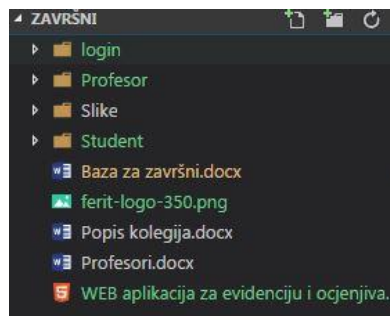 ZAVRŠNI
login
Profesor
Slike
Student
Baza za završni.docx
ferit-logo-350.png
Popis kolegija.docx
Profesori.docx
WEB aplikacija za evidenciju i ocjenjiva.